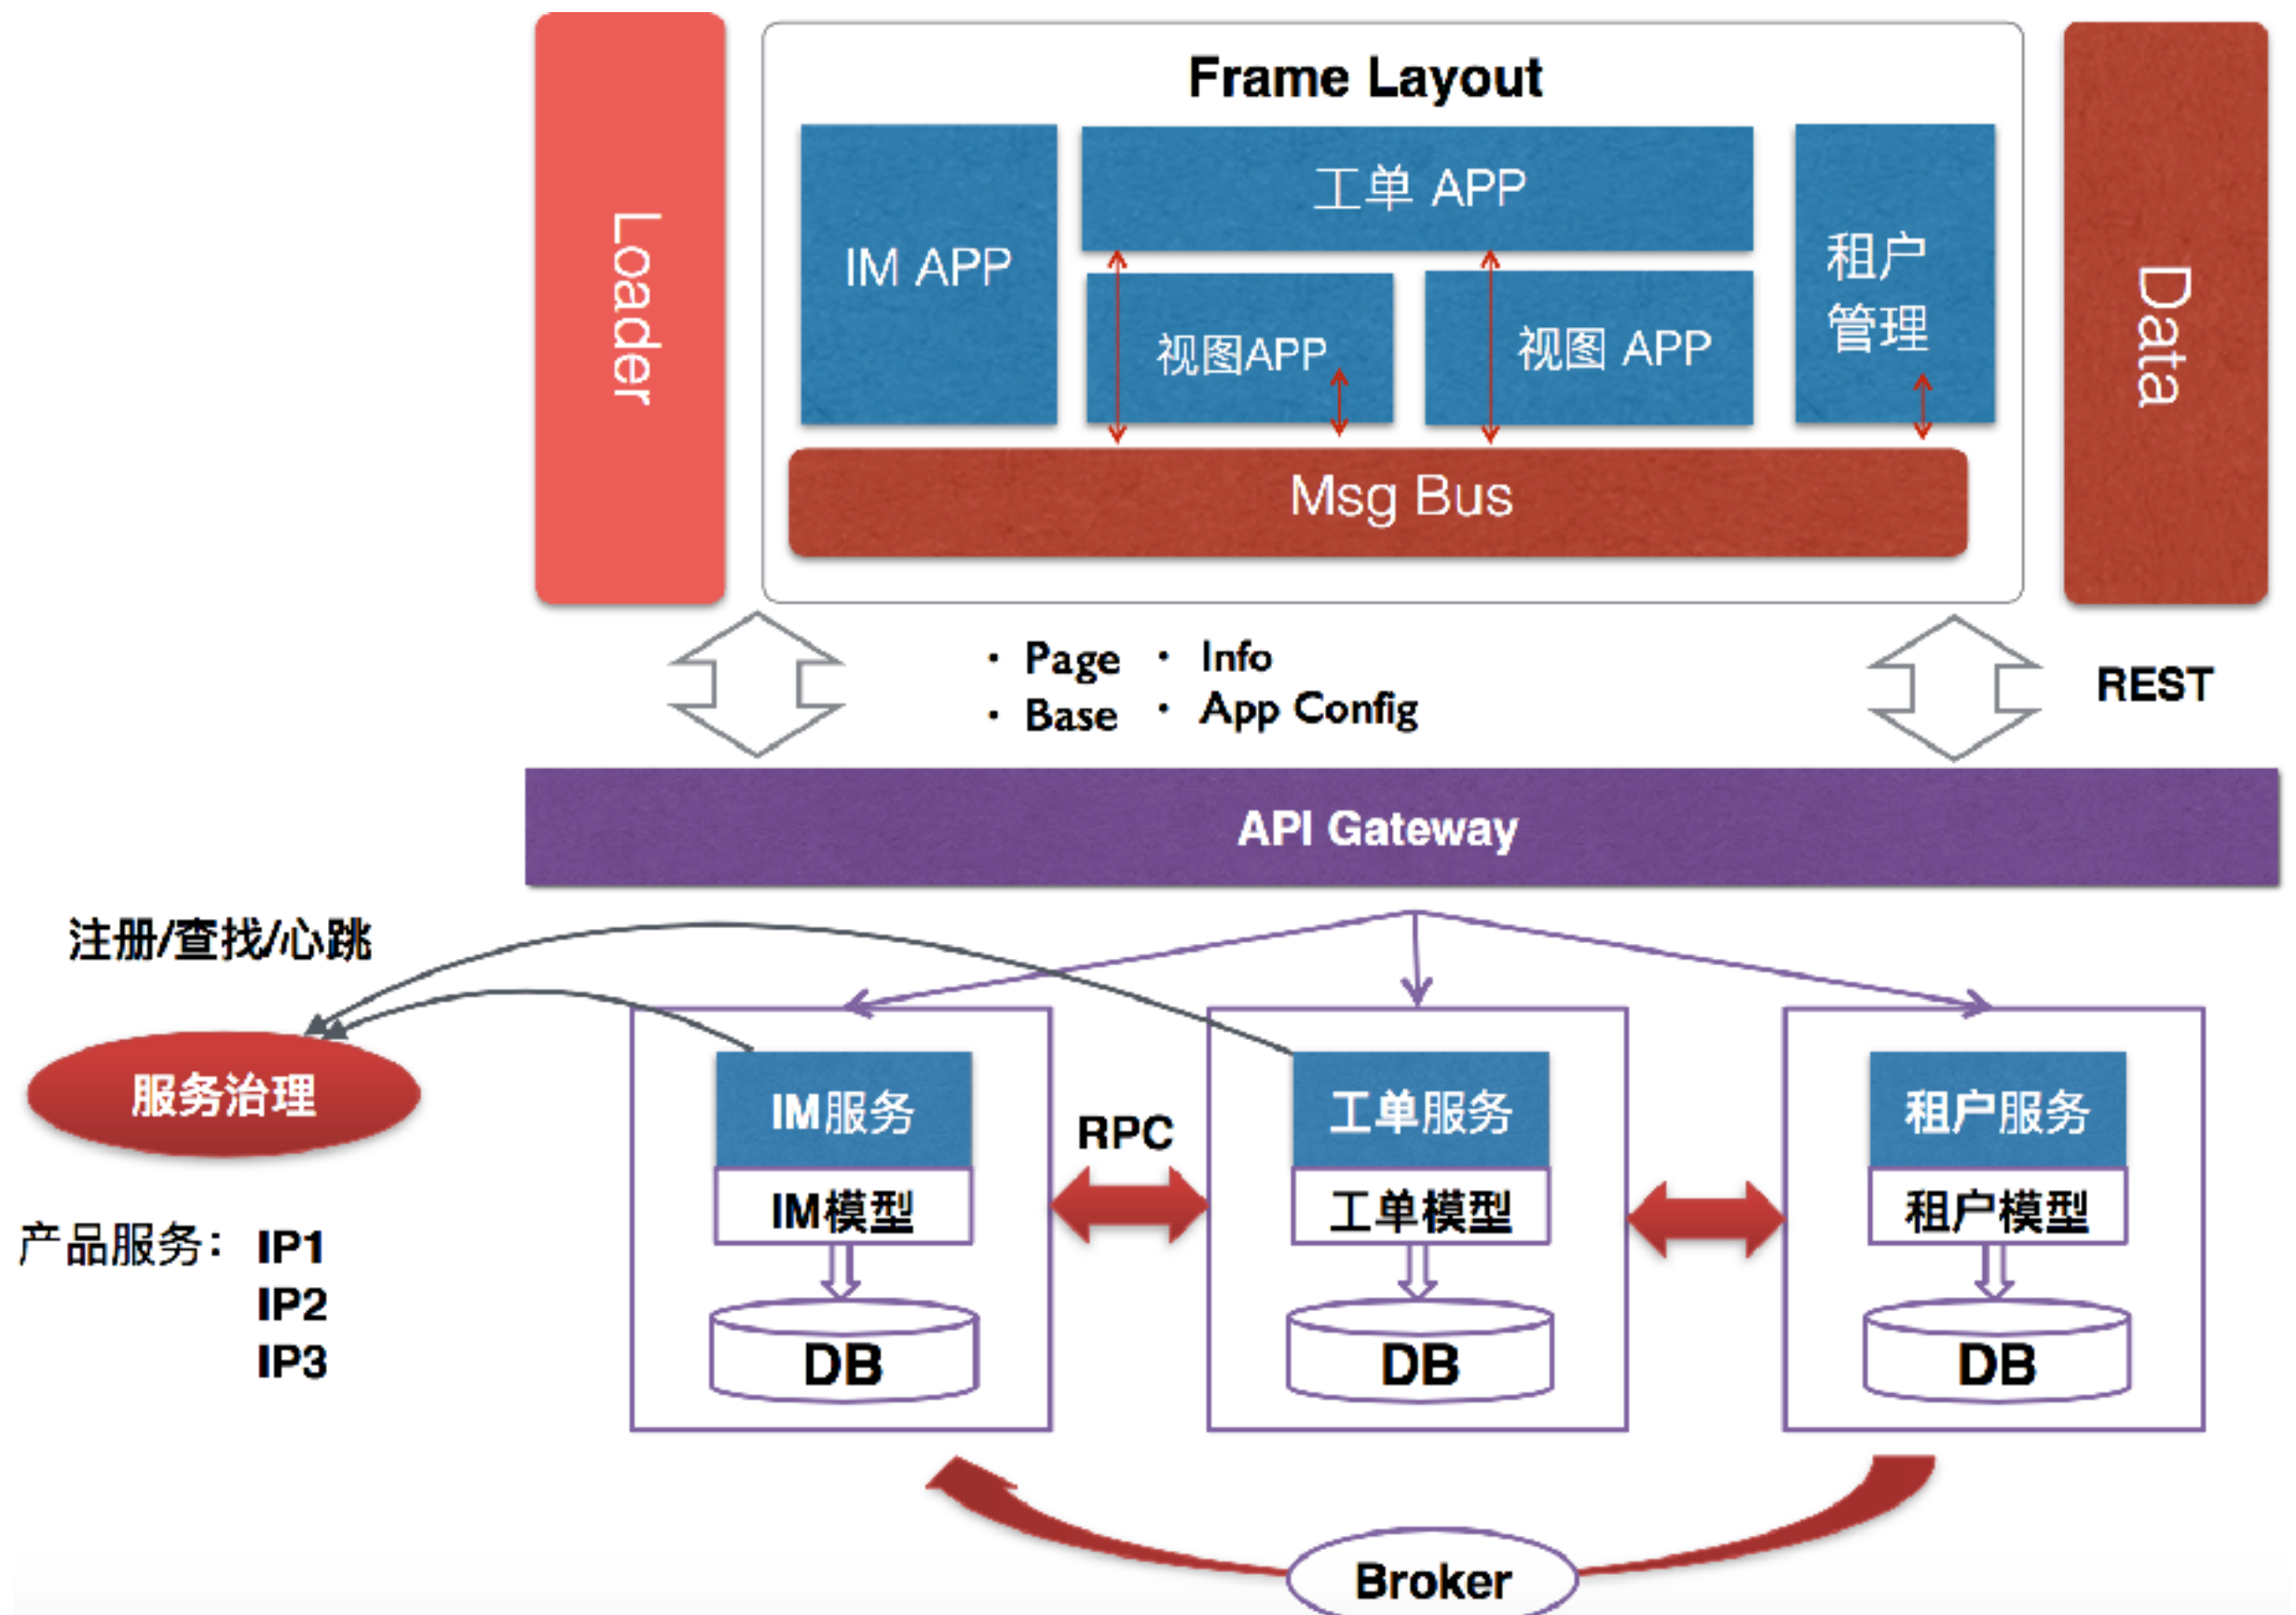 Frame Layout
Loader
IM APP
工单 APP
视图APP
视图 APP
租户
管理
Data
Msg Bus
· Page
· Info
· Base
· App Config
REST
API Gateway
注册/查找/心跳
服务治理
IM服务
RPC
工单服务
租户服务
IM模型
工单模型
租户模型
产品服务： IP1
IP2
IP3
DB
DB
DB
Broker